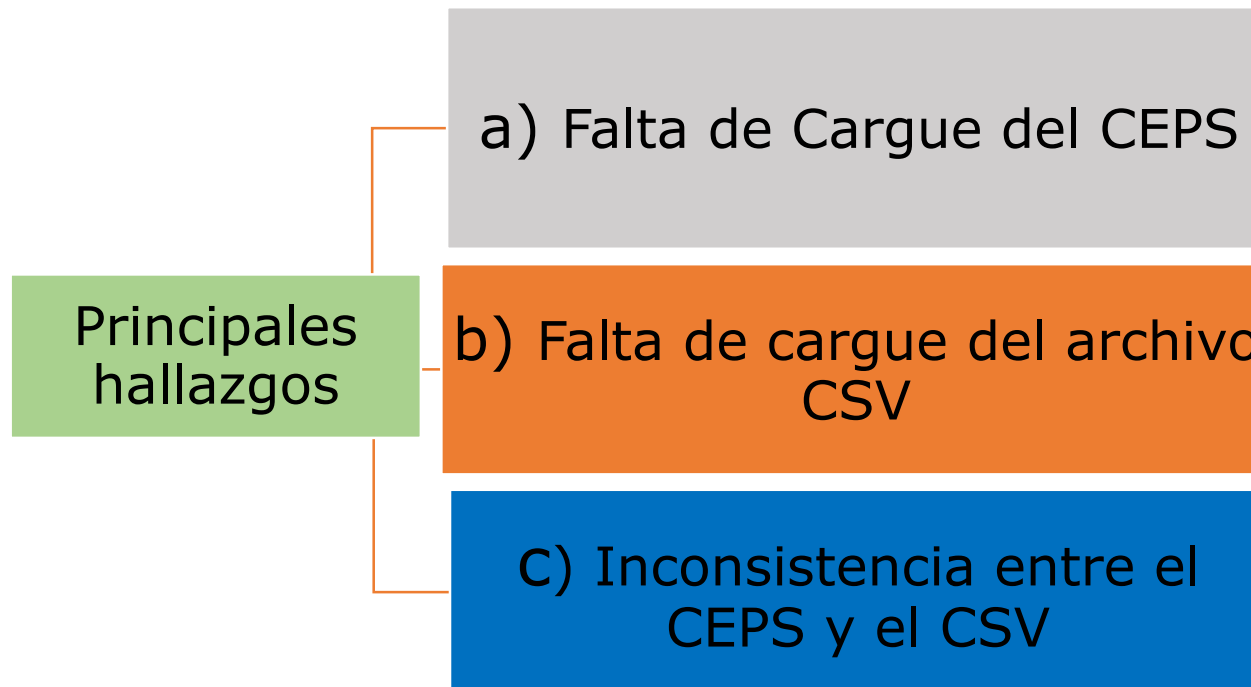 a) Falta de Cargue del CEPS
Principales
hallazgos
b) Falta de cargue del archivo
CSV
c) Inconsistencia entre el
CEPS y el CSV